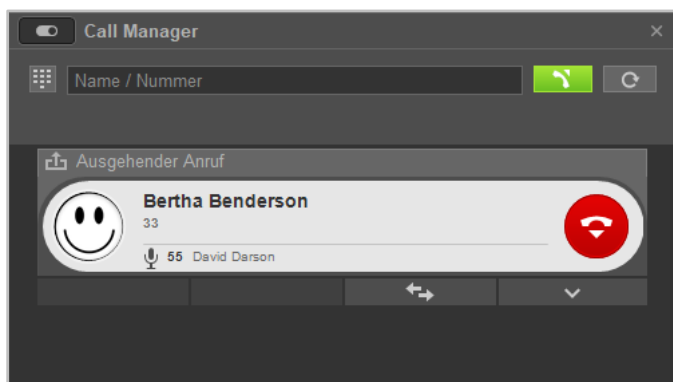 Call Manager
Name / Nummer
Ausgehender Anruf
Bertha Benderson
33
55 David Darson